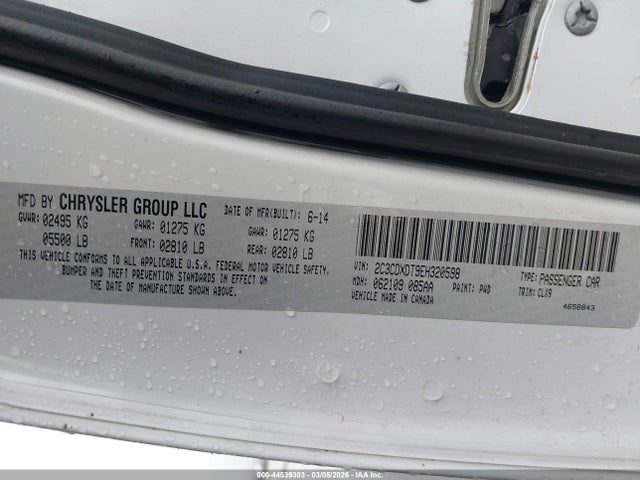 MFD BY CHRYSLER GROUP LLC DATE OF MFR(BUILT): 6-14
GVWR: 02495 KG GAWR: 01275 KG GAWR: 01275 KG
05500 LB FRONT: 02810 LB REAR: 02810 LB
THIS VEHICLE CONFORMS TO ALL APPLICABLE U.S.A. FEDERAL MOTOR VEHICLE SAFETY,
BUMPER AND THEFT PREVENTION STANDARDS IN EFFECT ON
THE DATE OF MANUFACTURE SHOWN ABOVE.
VIN: 2C3CDXDT9EH320598 TYPE: PASSENGER CAR
MDH: 062109 085AA PAINT: PWD TRIM: CLX9
VEHICLE MADE IN CANADA 4658843
000-44539303 - 03/05/2026 - IAA Inc.